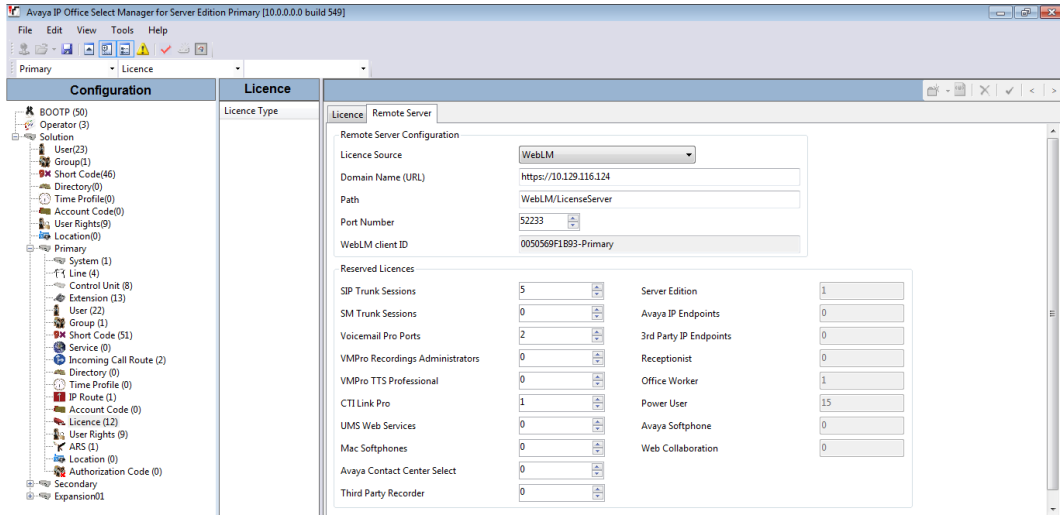 Avaya IP Office Select Manager for Server Edition Primary [10.0.0.0.0 build 549]
File Edit View Tools Help
Primary Licence
Configuration
BOOTP (50)
Operator (3)
Solution
User(23)
Group(1)
Short Code(46)
Directory(0)
Time Profile(0)
Account Code(0)
User Rights(9)
Location(0)
Primary
System (1)
Line (4)
Control Unit (8)
Extension (13)
User (22)
Group (1)
Short Code (51)
Service (0)
Incoming Call Route (2)
Directory (0)
Time Profile (0)
IP Route (1)
Account Code (0)
Licence (12)
User Rights (9)
ARS (1)
Location (0)
Authorization Code (0)
Secondary
Expansion01
Licence
Licence Type
Licence Remote Server
Remote Server Configuration
Licence Source WebLM
Domain Name (URL) https://10.129.116.124
Path WebLM/LicenseServer
Port Number 52233
WebLM client ID 0050569F1B93-Primary
Reserved Licences
SIP Trunk Sessions 5 Server Edition 1
SM Trunk Sessions 0 Avaya IP Endpoints 0
Voicemail Pro Ports 2 3rd Party IP Endpoints 0
VMPro Recordings Administrators 0 Receptionist 0
VMPro TTS Professional 0 Office Worker 1
CTI Link Pro 1 Power User 15
UMS Web Services 0 Avaya Softphone 0
Mac Softphones 0 Web Collaboration 0
Avaya Contact Center Select 0
Third Party Recorder 0